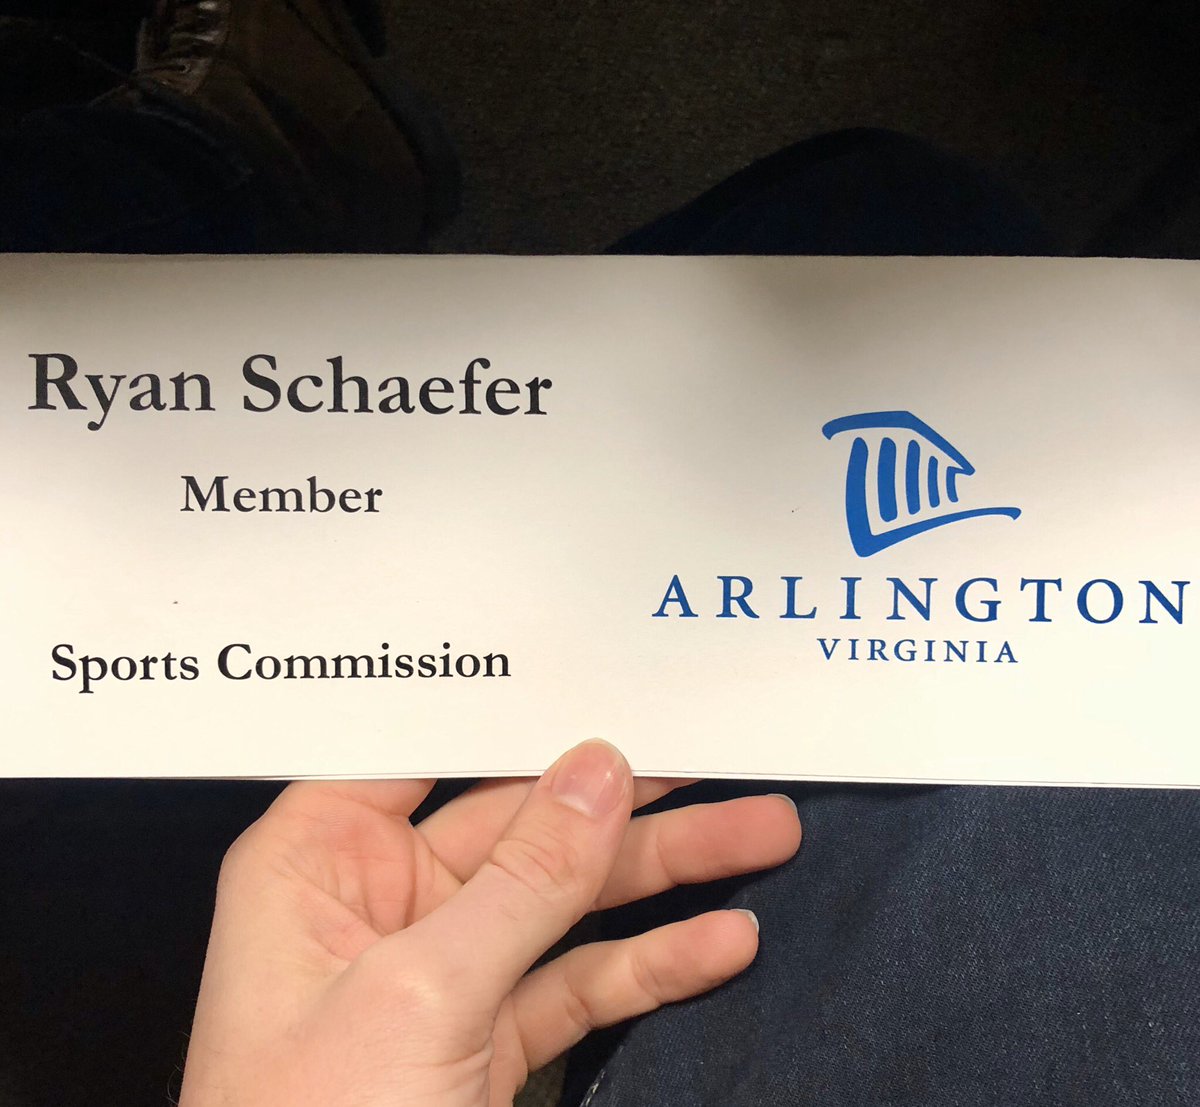 Ryan Schaefer
Member
Sports Commission
ARLINGTON
VIRGINIA